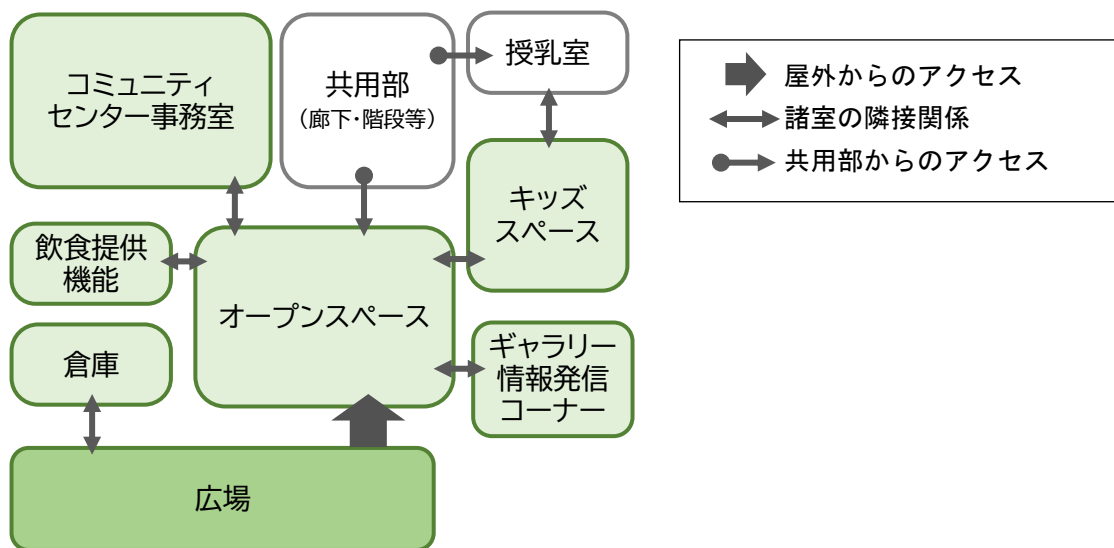 コミュニティ
センター事務室
共用部
（廊下・階段等）
授乳室
キッズ
スペース
飲食提供
機能
オープンスペース
倉庫
ギャラリー
情報発信
コーナー
広場
屋外からのアクセス
諸室の隣接関係
共用部からのアクセス